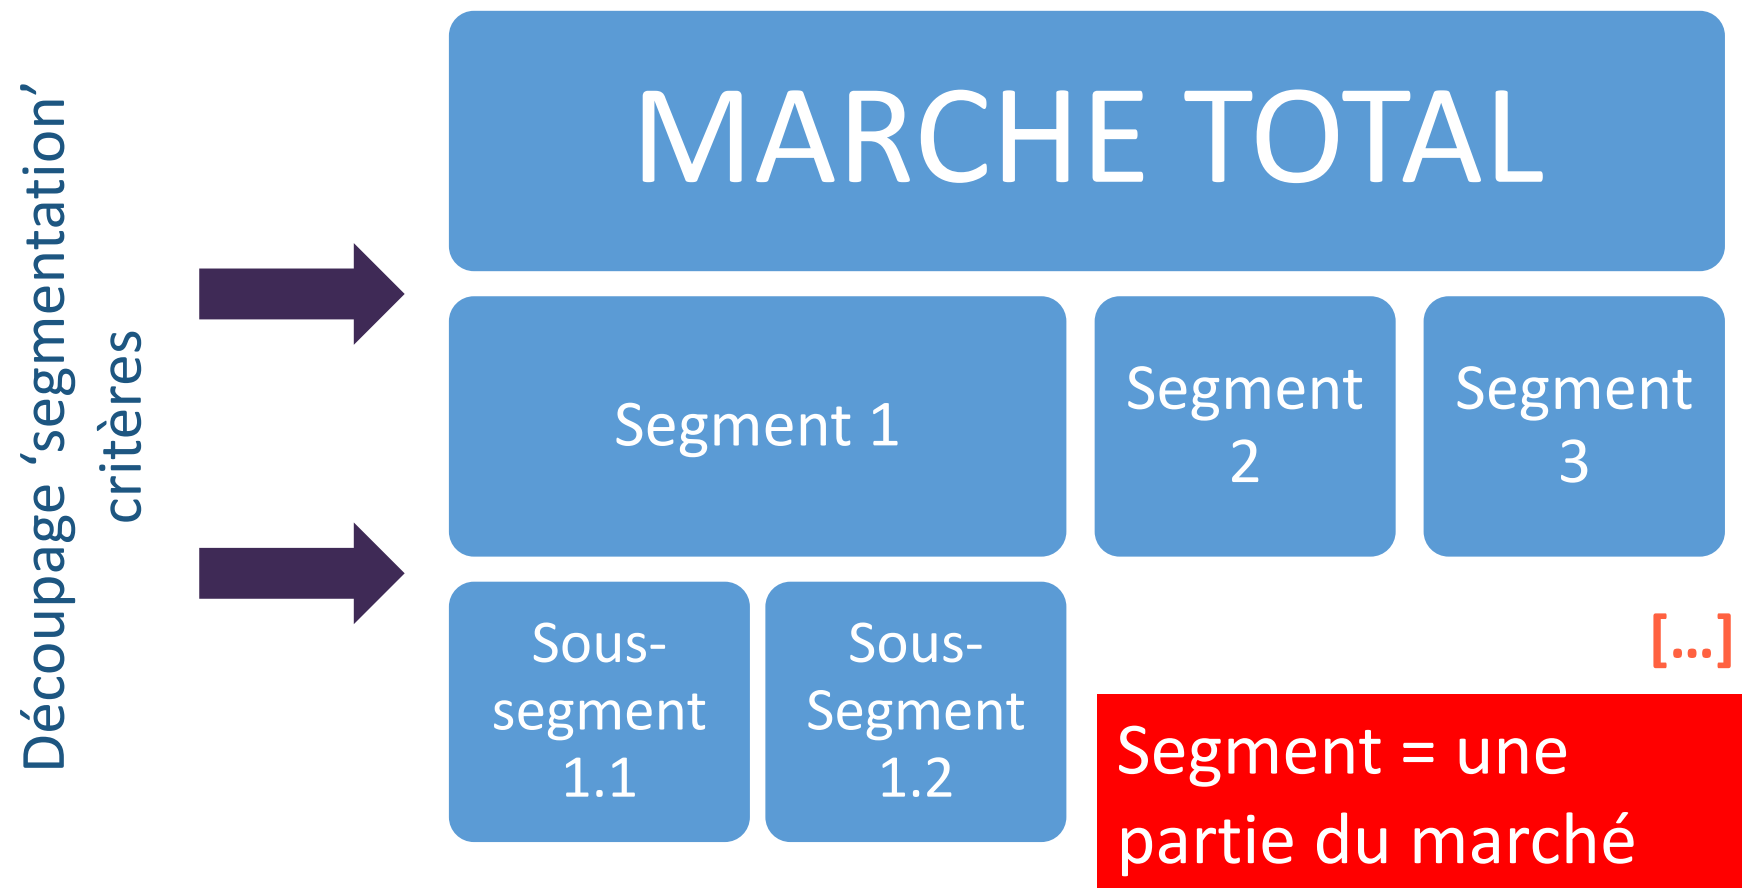 Découpage ‘segmentation’
critères
MARCHE TOTAL
Segment 1
Segment
2
Segment
3
Sous-
segment
1.1
Sous-
Segment
1.2
[…]
Segment = une
partie du marché